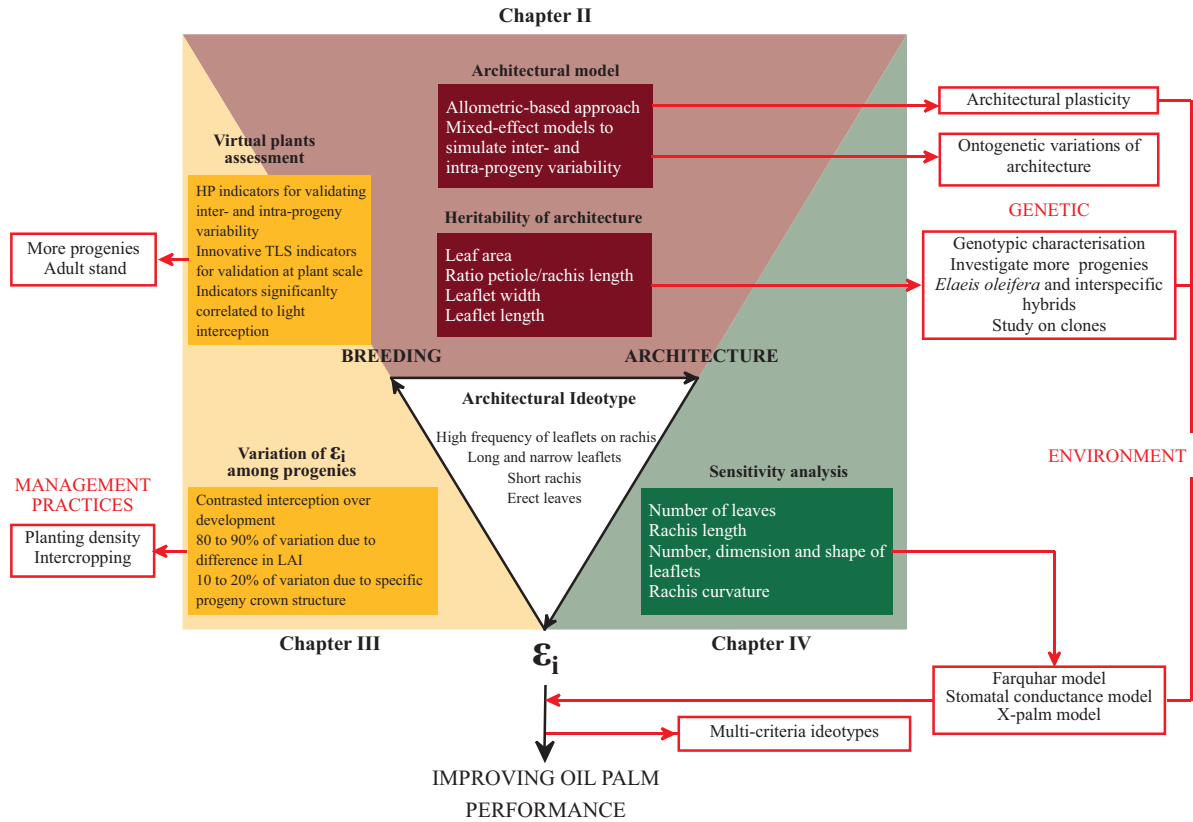 Chapter II
Architectural model
Allometric-based approach
Mixed-effect models to
simulate inter- and
intra-progeny variability
Architectural plasticity
Ontogenetic variations of
architecture
Virtual plants
assessment
HP indicators for validating
inter- and intra-progeny
variability
Innovative TLS indicators
for validation at plant scale
Indicators significanlty
correlated to light
interception
More progenies
Adult stand
Heritability of architecture
Leaf area
Ratio petiole/rachis length
Leaflet width
Leaflet length
GENETIC
Genotypic characterisation
Investigate more progenies
Elaeis oleifera and interspecific
hybrids
Study on clones
BREEDING
ARCHITECTURE
Architectural Ideotype
High frequency of leaflets on rachis
Long and narrow leaflets
Short rachis
Erect leaves
Variation of εi
among progenies
Contrasted interception over
development
80 to 90% of variation due to
difference in LAI
10 to 20% of variaton due to specific
progeny crown structure
MANAGEMENT
PRACTICES
Planting density
Intercropping
Sensitivity analysis
Number of leaves
Rachis length
Number, dimension and shape of
leaflets
Rachis curvature
ENVIRONMENT
Chapter III
εi
Chapter IV
Farquhar model
Stomatal conductance model
X-palm model
Multi-criteria ideotypes
IMPROVING OIL PALM
PERFORMANCE